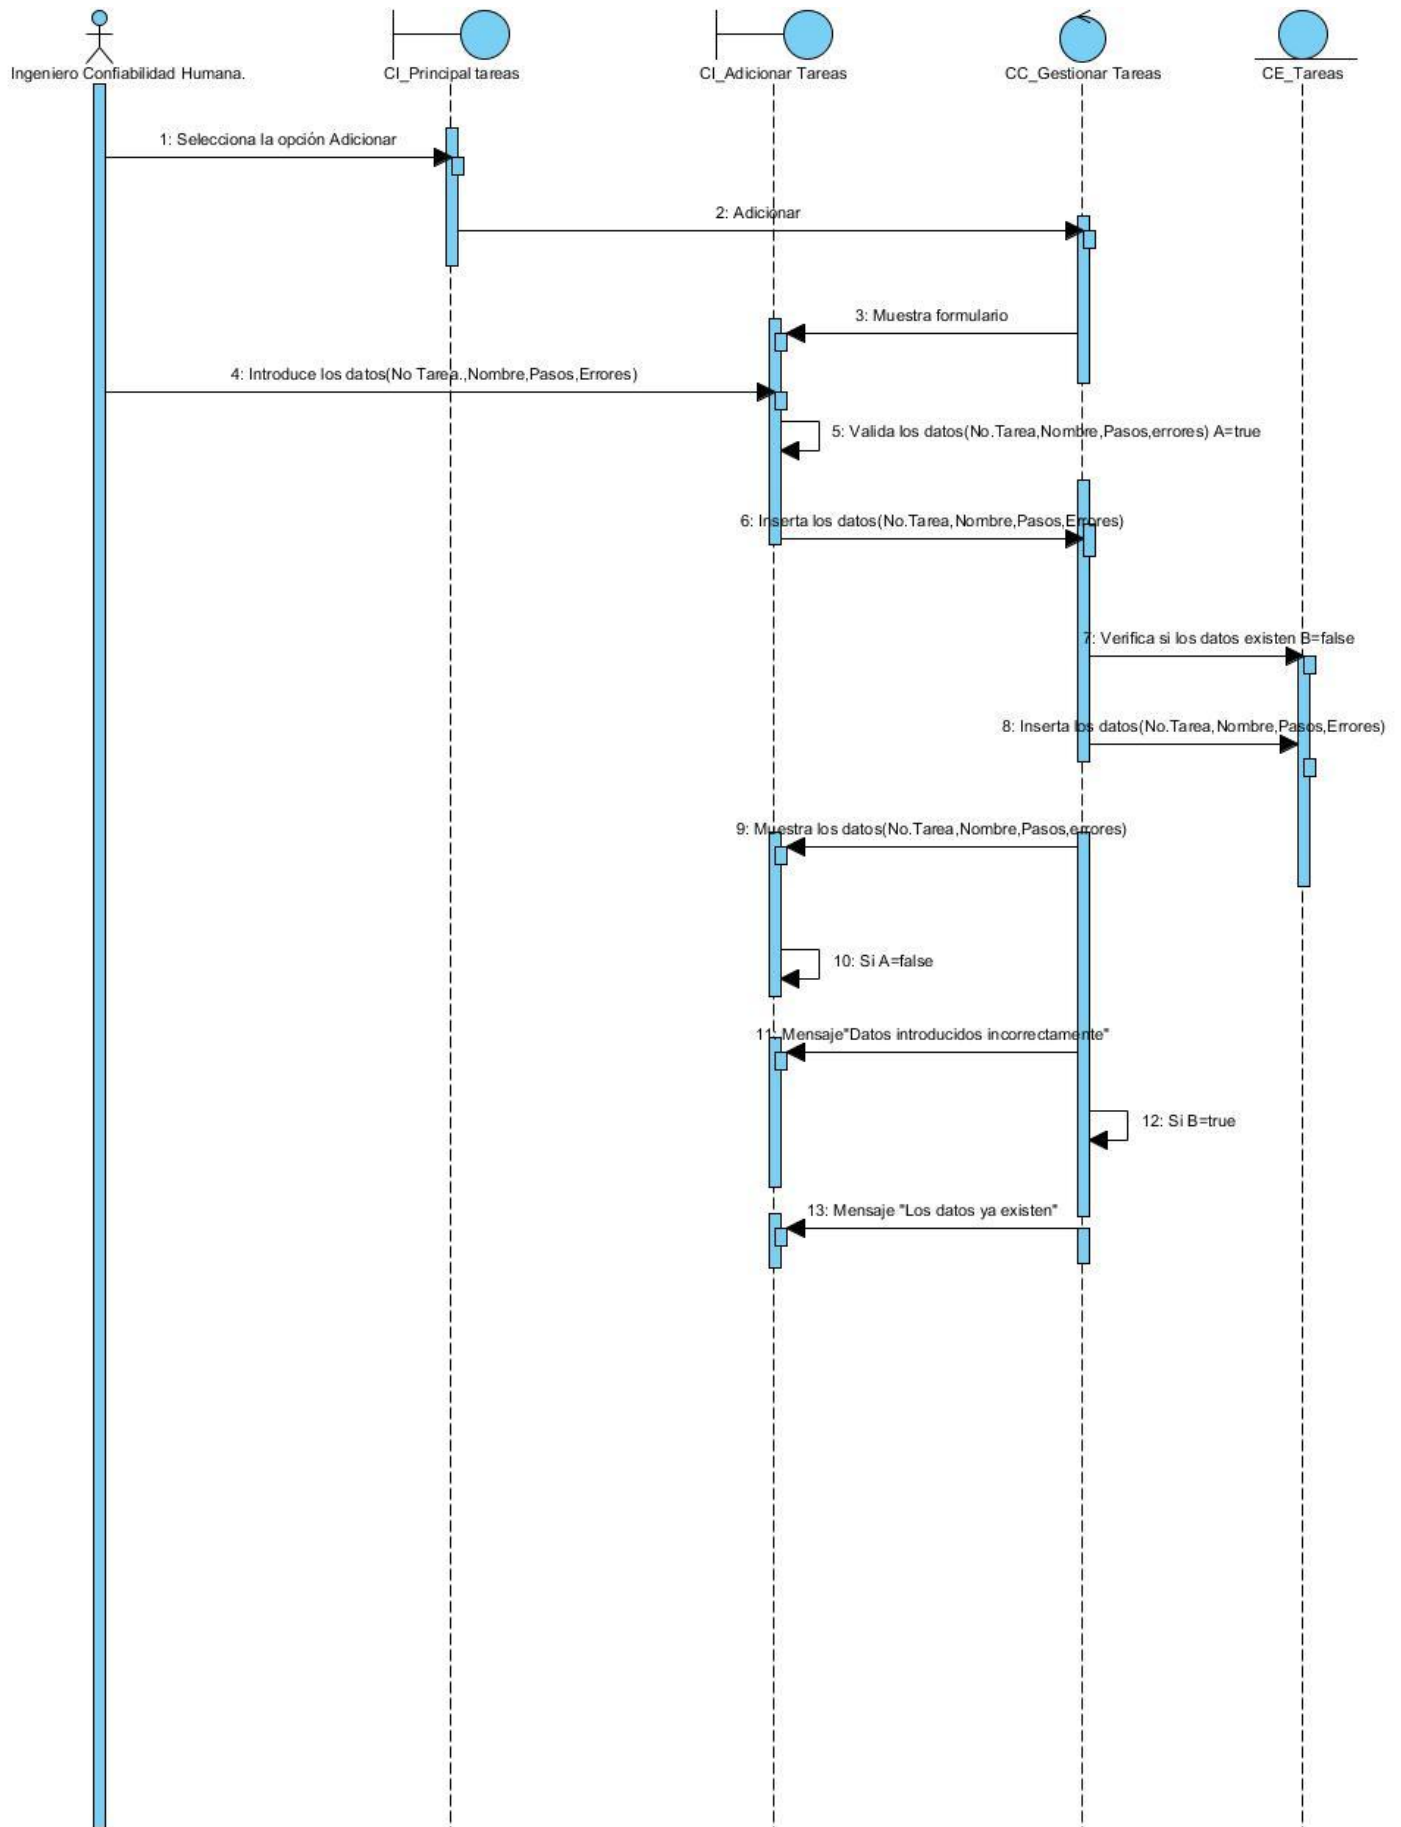 Ingeniero Confiabilidad Humana.
CI_Principal tareas
CI_Adicionar Tareas
CC_Gestionar Tareas
CE_Tareas
1: Selecciona la opción Adicionar
2: Adicionar
3: Muestra formulario
4: Introduce los datos(No Tarea.,Nombre,Pasos,Errores)
5: Valida los datos(No.Tarea,Nombre,Pasos,errores) A=true
6: Inserta los datos(No.Tarea,Nombre,Pasos,Errores)
7: Verifica si los datos existen B=false
8: Inserta los datos(No.Tarea,Nombre,Pasos,Errores)
9: Muestra los datos(No.Tarea,Nombre,Pasos,errores)
10: Si A=false
11: Mensaje"Datos introducidos incorrectamente"
12: Si B=true
13: Mensaje "Los datos ya existen"